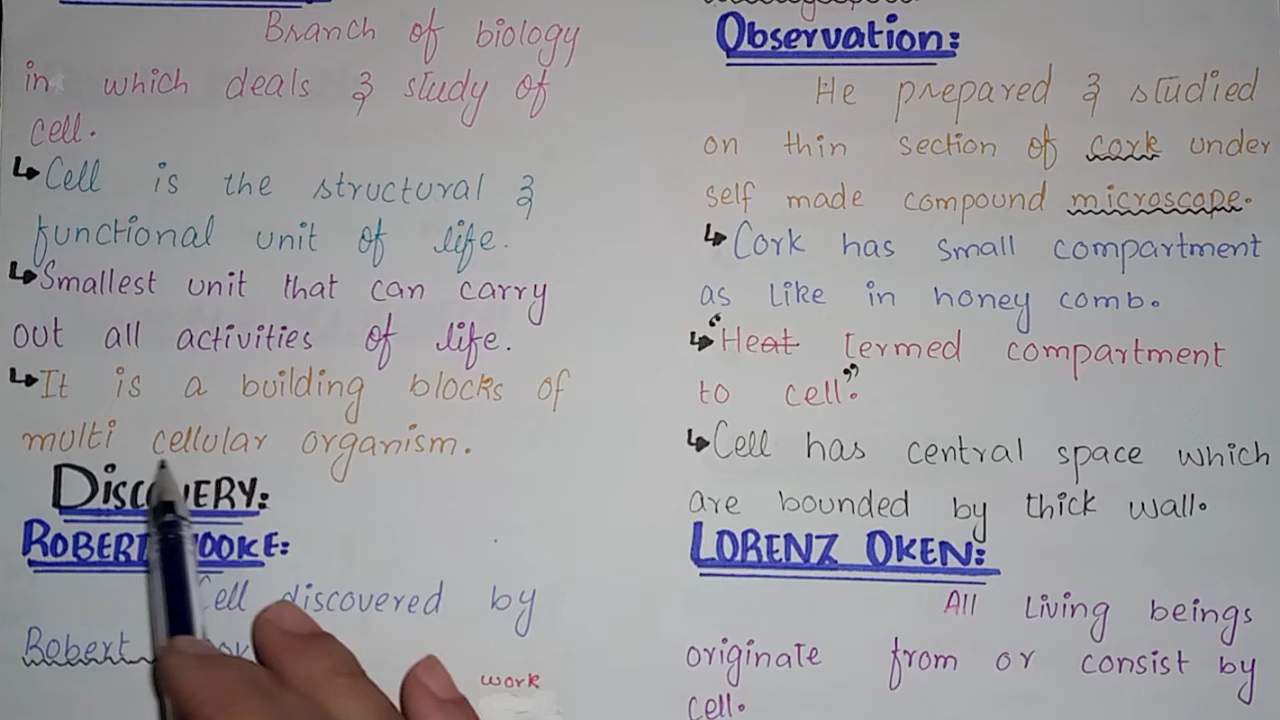 Branch of biology
in which deals & study of
cell.
↳ Cell is the structural &
functional unit of life.
↳ Smallest unit that can carry
out all activities of life.
↳ It is a building blocks of
multi cellular organism.
DISCOVERY:
ROBERT HOOKE:
Cell discovered by
Robert
work
Observation:
He prepared & studied
on thin section of cork under
self made compound microscope.
↳ Cork has small compartment
as like in honey comb.
↳ "Heat termed compartment
to cell".
↳ Cell has central space which
are bounded by thick wall.
LORENZ OKEN:
All living beings
originate from or consist by
cell.